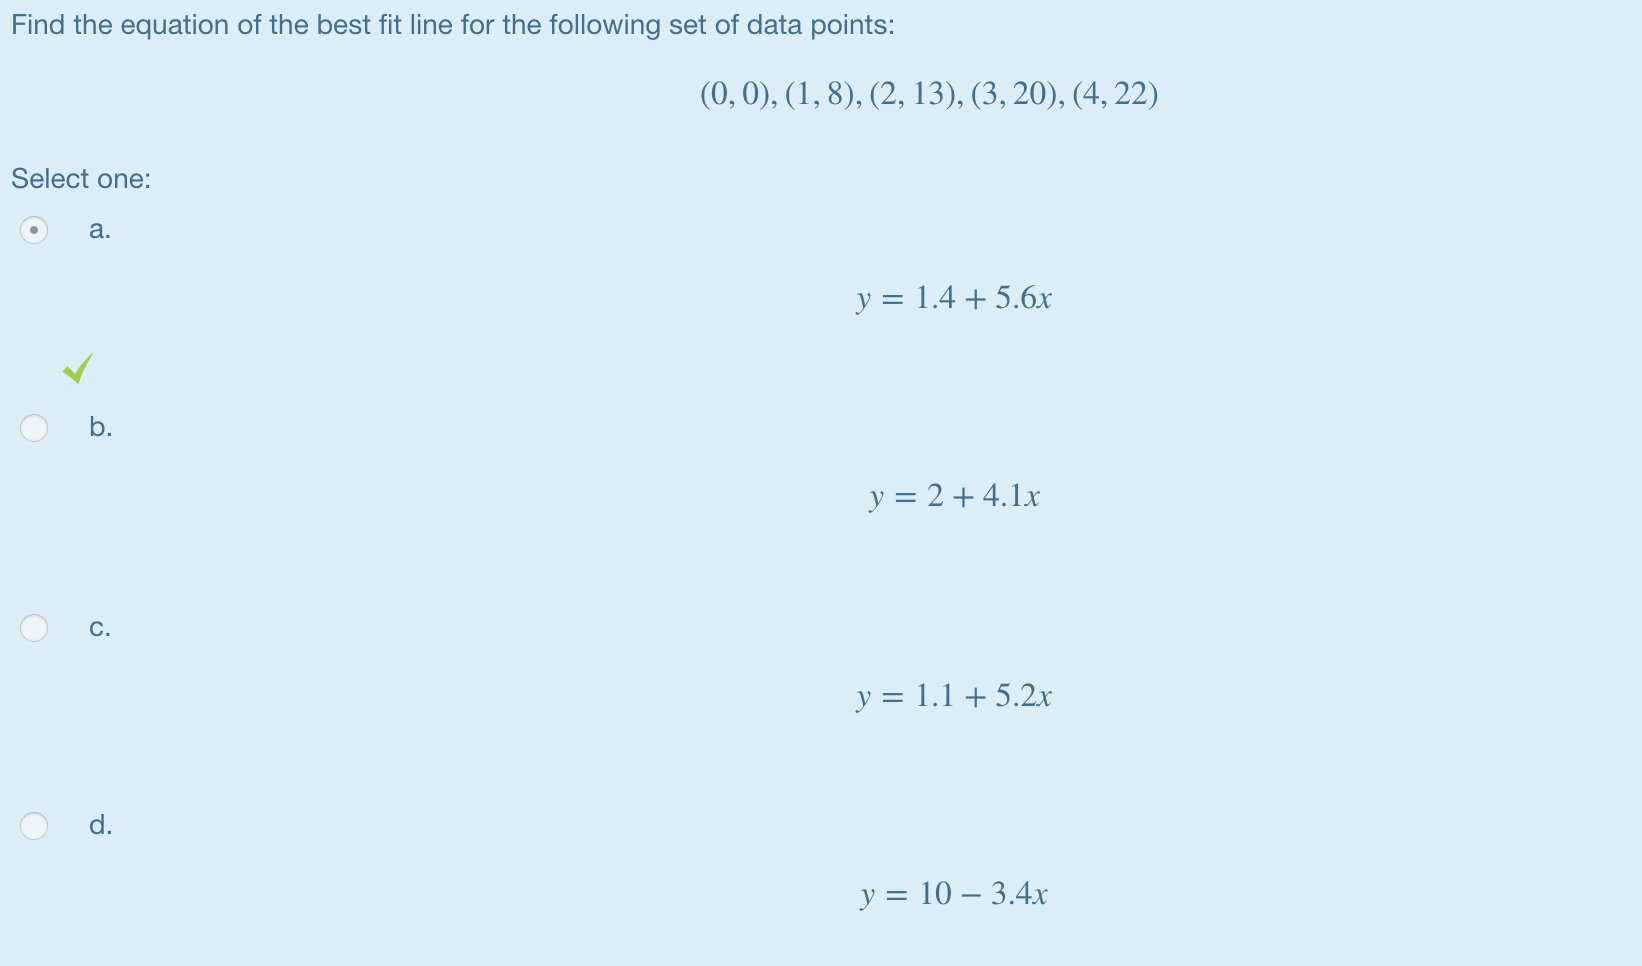 Find the equation of the best fit line for the following set of data points:
(0, 0), (1, 8), (2, 13), (3, 20), (4, 22)
Select one:
a.
y = 1.4 + 5.6x
b.
y = 2 + 4.1x
c.
y = 1.1 + 5.2x
d.
y = 10 − 3.4x